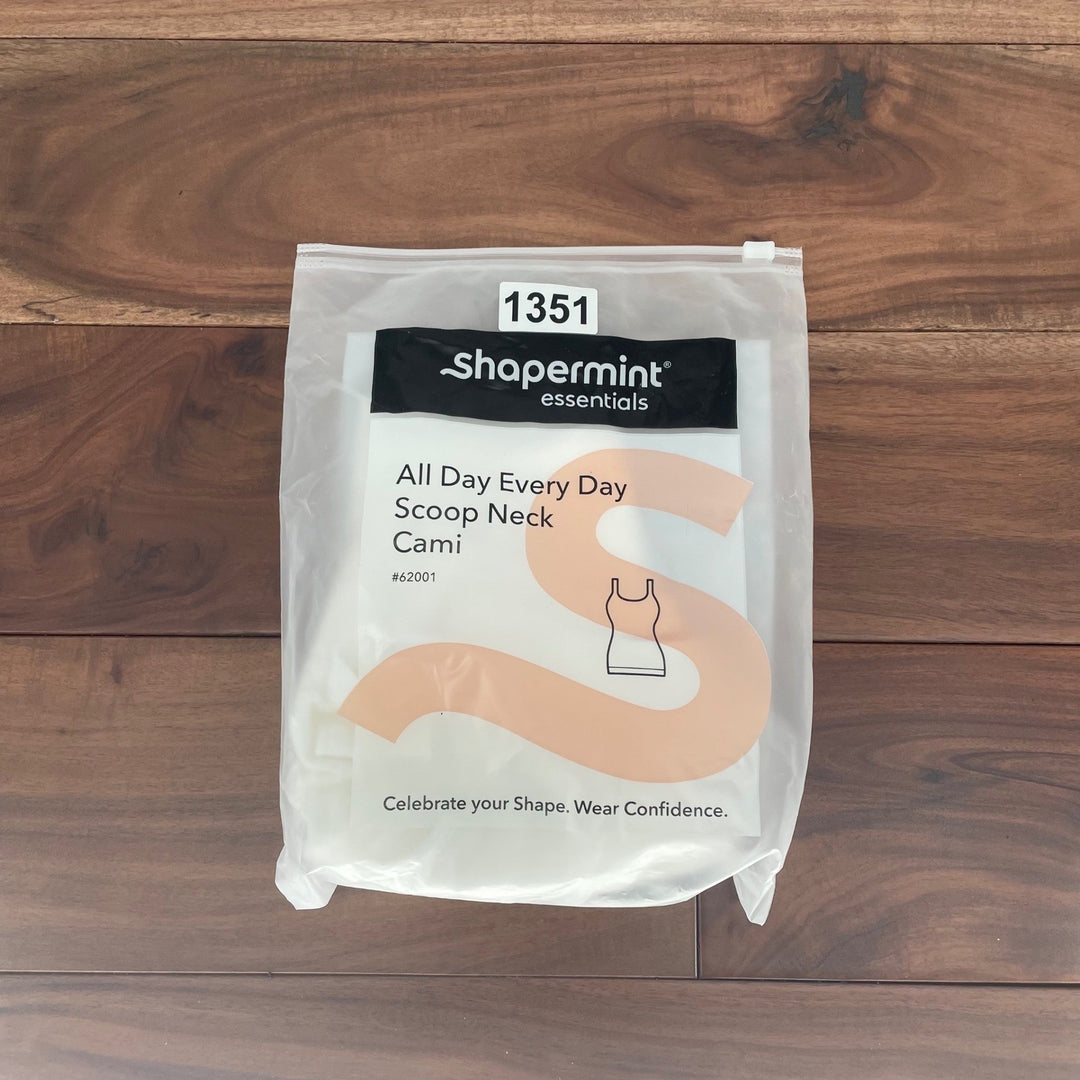 1351
Shapermint®
essentials
All Day Every Day
Scoop Neck
Cami
#62001
Celebrate your Shape. Wear Confidence.